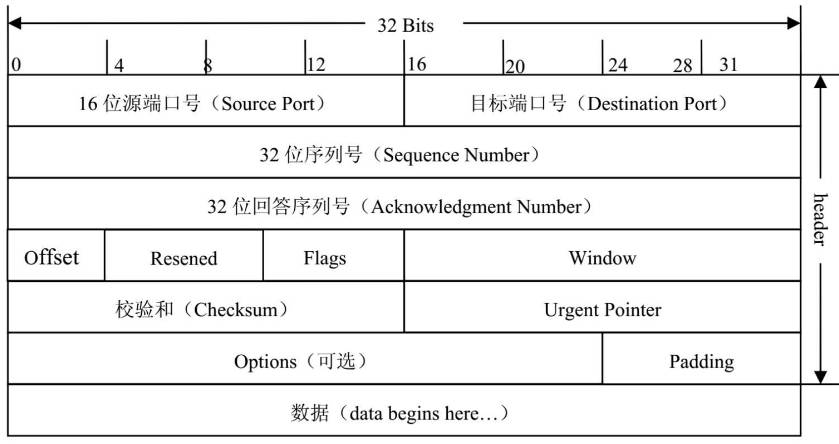 32 Bits
0 4 8 12 16 20 24 28 31
16 位源端口号（Source Port） 目标端口号（Destination Port）
32 位序列号（Sequence Number）
32 位回答序列号（Acknowledgment Number）
header
Offset Resened Flags Window
校验和（Checksum） Urgent Pointer
Options（可选） Padding
数据（data begins here…）